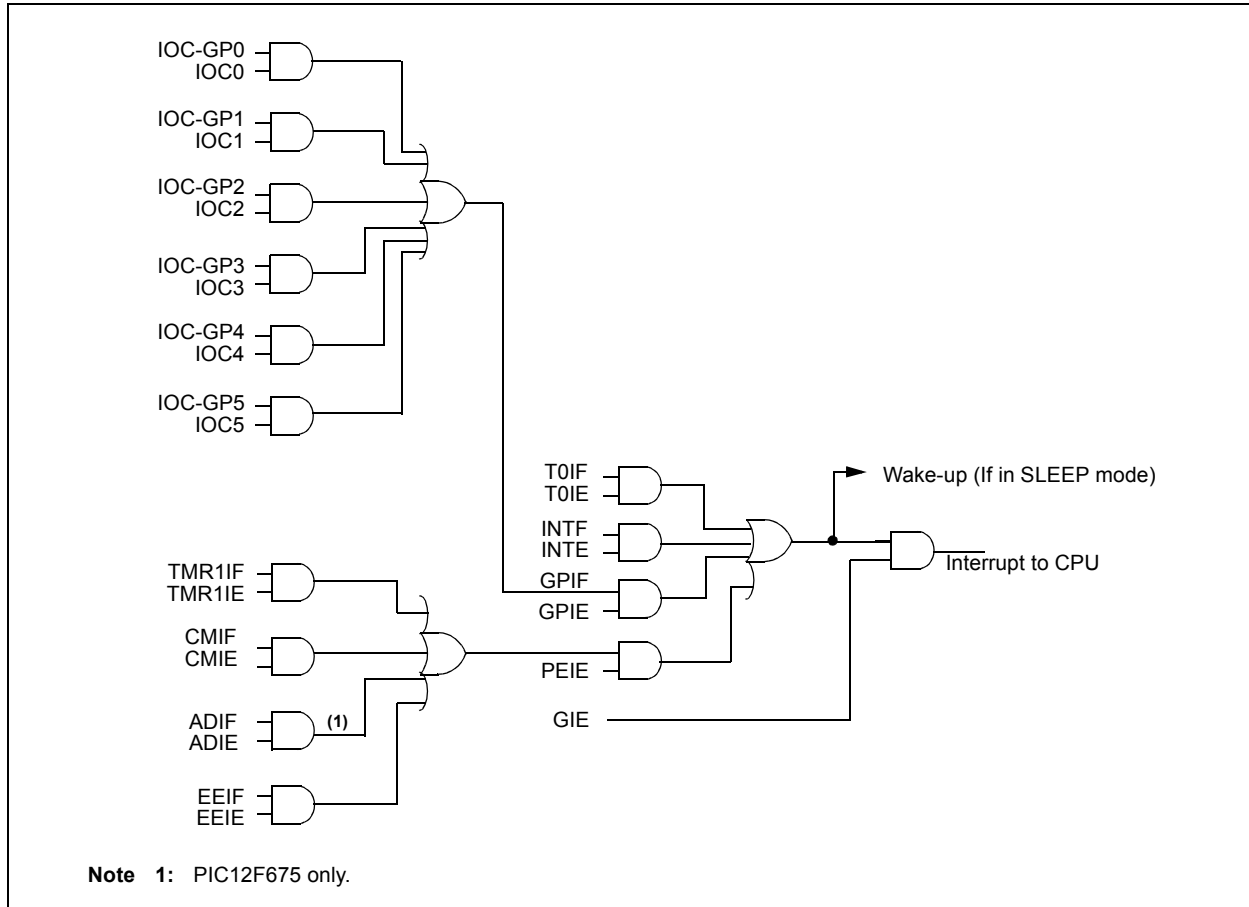 IOC-GP0
IOC0
IOC-GP1
IOC1
IOC-GP2
IOC2
IOC-GP3
IOC3
IOC-GP4
IOC4
IOC-GP5
IOC5
T0IF
T0IE
Wake-up (If in SLEEP mode)
INTF
INTE
Interrupt to CPU
TMR1IF
TMR1IE
GPIF
GPIE
CMIF
CMIE
PEIE
ADIF
ADIE
(1)
GIE
EEIF
EEIE
Note 1: PIC12F675 only.